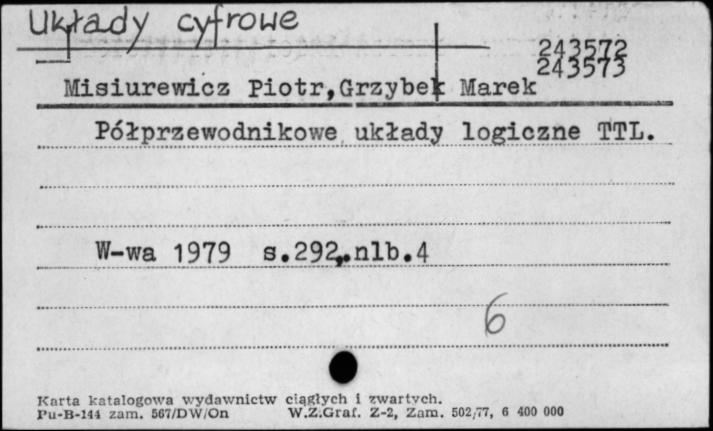 układy cyfrowe
243572
243573
Misiurewicz Piotr,Grzybek Marek
Półprzewodnikowe układy logiczne TTL.
W-wa 1979 s.292,.nlb.4
6
Karta katalogowa wydawnictw ciągłych i zwartych.
Pu-B-144 zam. 567/DW/On W.Z.Graf. Z-2, Zam. 502/77, 6 400 000